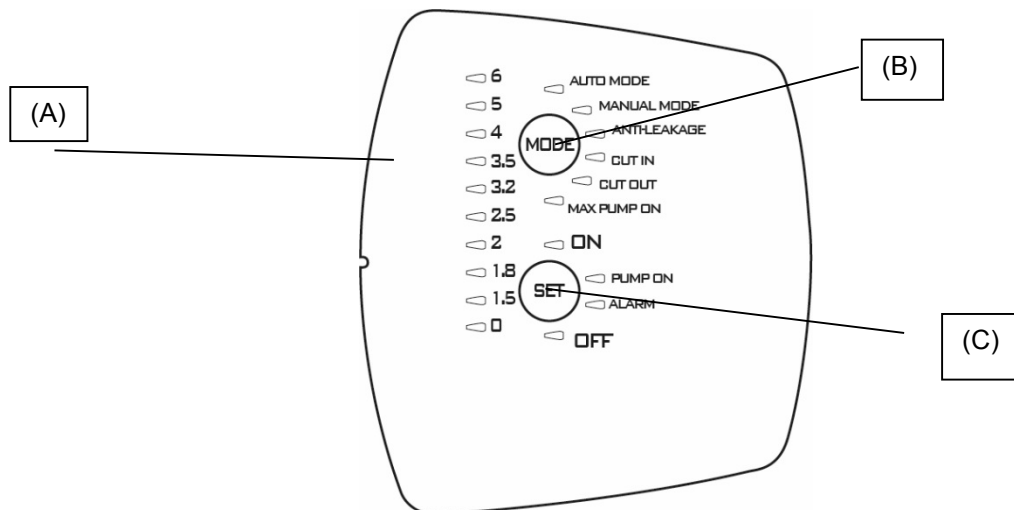 (A)
(B)
(C)
6
5
4
3.5
3.2
2.5
2
1.8
1.5
0
AUTO MODE
MANUAL MODE
ANTI-LEAKAGE
MODE
CUT IN
CUT OUT
MAX PUMP ON
ON
PUMP ON
SET
ALARM
OFF